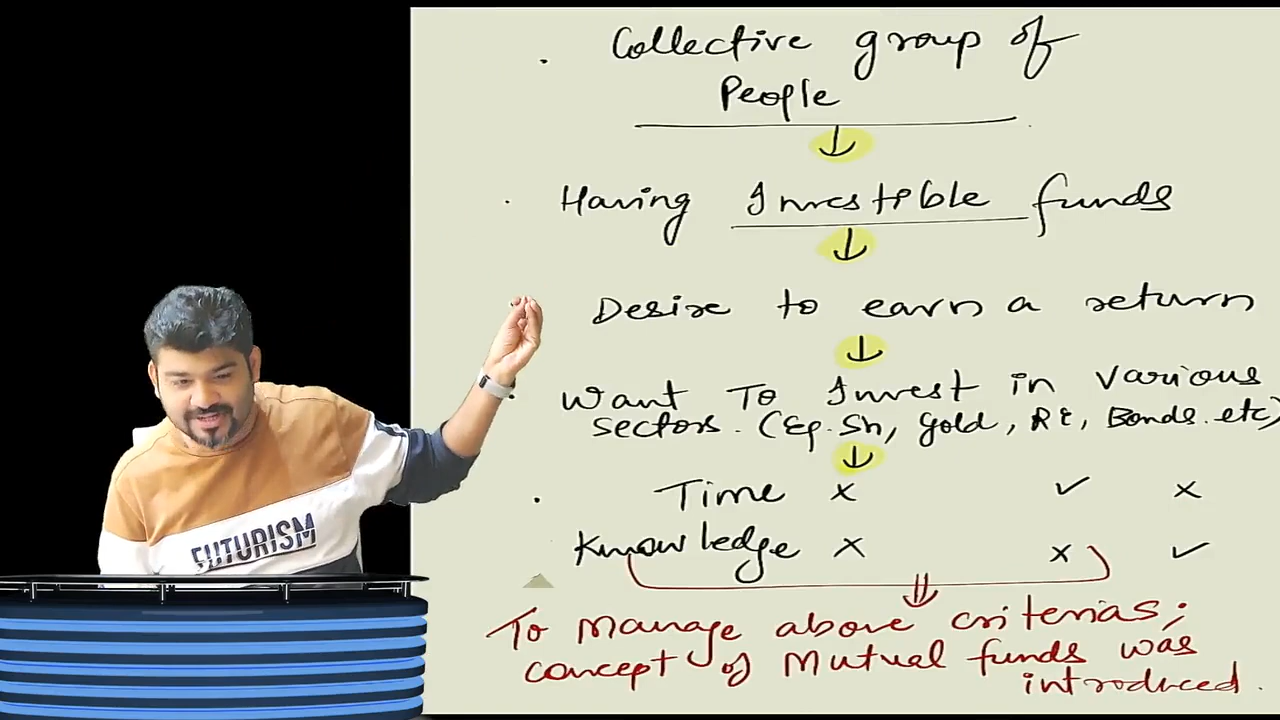 Collective group of
People
↓
Having Investible funds
↓
Desire to earn a return
↓
Want To Invest in various
sectors. (Eq. Sh, Gold, RE, Bonds. etc)
↓
Time × ✓ ×
Knowledge × × ✓
⇓
To Manage above criterias;
concept of Mutual funds was
introduced.
FUTURISM